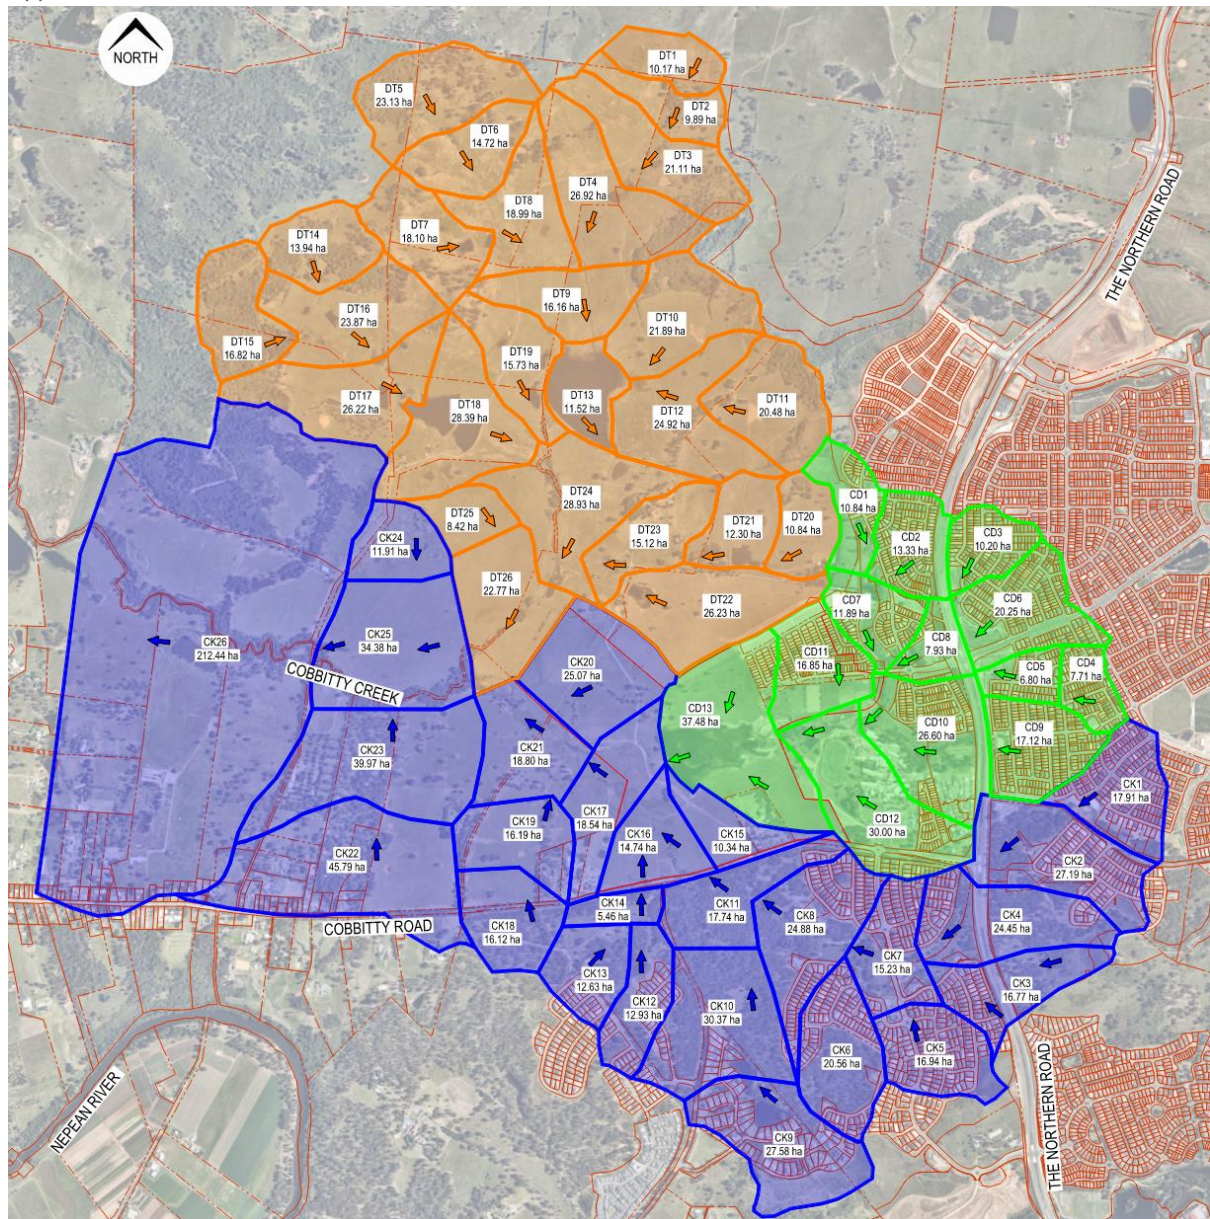 NORTH
DT1
10.17 ha
DT2
9.89 ha
DT3
21.11 ha
DT4
26.92 ha
DT5
23.13 ha
DT6
14.72 ha
DT7
18.10 ha
DT8
18.99 ha
DT9
16.16 ha
DT10
21.89 ha
DT11
20.48 ha
DT12
24.92 ha
DT13
11.52 ha
DT14
13.94 ha
DT15
16.82 ha
DT16
23.87 ha
DT17
26.22 ha
DT18
28.39 ha
DT19
15.73 ha
DT20
10.84 ha
DT21
12.30 ha
DT22
26.23 ha
DT23
15.12 ha
DT24
28.93 ha
DT25
8.42 ha
DT26
22.77 ha
THE NORTHERN ROAD
CD1
10.84 ha
CD2
13.33 ha
CD3
10.20 ha
CD4
7.71 ha
CD5
6.80 ha
CD6
20.25 ha
CD7
11.89 ha
CD8
7.93 ha
CD9
17.12 ha
CD10
26.60 ha
CD11
16.85 ha
CD12
30.00 ha
CD13
37.48 ha
CK1
17.91 ha
CK2
27.19 ha
CK3
16.77 ha
CK4
24.45 ha
CK5
16.94 ha
CK6
20.56 ha
CK7
15.23 ha
CK8
24.88 ha
CK9
27.58 ha
CK10
30.37 ha
CK11
17.74 ha
CK12
12.93 ha
CK13
12.63 ha
CK14
5.46 ha
CK15
10.34 ha
CK16
14.74 ha
CK17
18.54 ha
CK18
16.12 ha
CK19
16.19 ha
CK20
25.07 ha
CK21
18.80 ha
CK22
45.79 ha
CK23
39.97 ha
CK24
11.91 ha
CK25
34.38 ha
CK26
212.44 ha
COBBITTY CREEK
COBBITTY ROAD
NEPEAN RIVER
THE NORTHERN ROAD